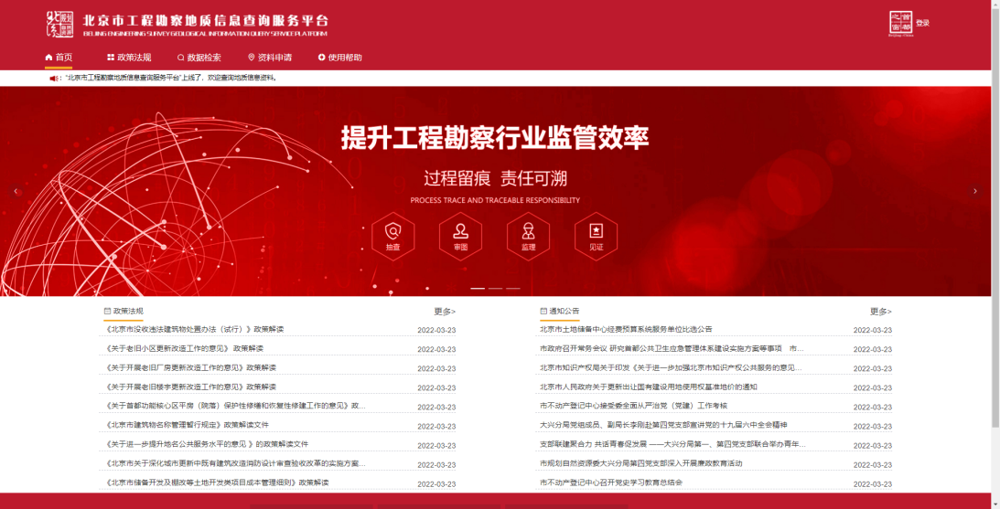 北京市工程勘察地质信息查询服务平台
BEIJING ENGINEERING SURVEY GEOLOGICAL INFORMATION QUERY SERVICE PLATFORM
登录
首页 政策法规 数据检索 资料申请 使用帮助
：“北京市工程勘察地质信息查询服务平台”上线了，欢迎查询地质信息资料。
提升工程勘察行业监管效率
过程留痕 责任可溯
PROCESS TRACE AND TRACEABLE RESPONSIBILITY
抽查 审图 监理 见证
政策法规 更多>
《北京市没收违法建筑物处置办法（试行）》政策解读 2022-03-23
《关于老旧小区更新改造工作的意见》 政策解读 2022-03-23
《关于开展老旧厂房更新改造工作的意见》政策解读 2022-03-23
《关于开展老旧楼宇更新改造工作的意见》政策解读 2022-03-23
《关于首都功能核心区平房（院落）保护性修缮和恢复性修建工作的意见》政... 2022-03-23
《北京市建筑物名称管理暂行规定》政策解读文件 2022-03-23
《关于进一步提升地名公共服务水平的意见 》的政策解读文件 2022-03-23
《北京市关于深化城市更新中既有建筑改造消防设计审查验收改革的实施方案... 2022-03-23
《北京市储备开发及棚改等土地开发类项目成本管理细则》政策解读 2022-03-23
通知公告 更多>
北京市土地储备中心经费预算系统服务单位比选公告 2022-03-23
市政府召开常务会议 研究首都公共卫生应急管理体系建设实施方案等事项 市... 2022-03-23
北京市知识产权局关于印发《关于进一步加强北京市知识产权公共服务的意见... 2022-03-23
北京市人民政府关于更新出让国有建设用地使用权基准地价的通知 2022-03-23
市不动产登记中心接受委全面从严治党（党建）工作考核 2022-03-23
大兴分局党组成员、副局长李刚赴第四党支部宣讲党的十九届六中全会精神 2022-03-23
支部联建聚合力 共话青春促发展 ——大兴分局第一、第四党支部联合举办青年... 2022-03-23
市规划自然资源委大兴分局第四党支部深入开展廉政教育活动 2022-03-23
市不动产登记中心召开党史学习教育总结会 2022-03-23